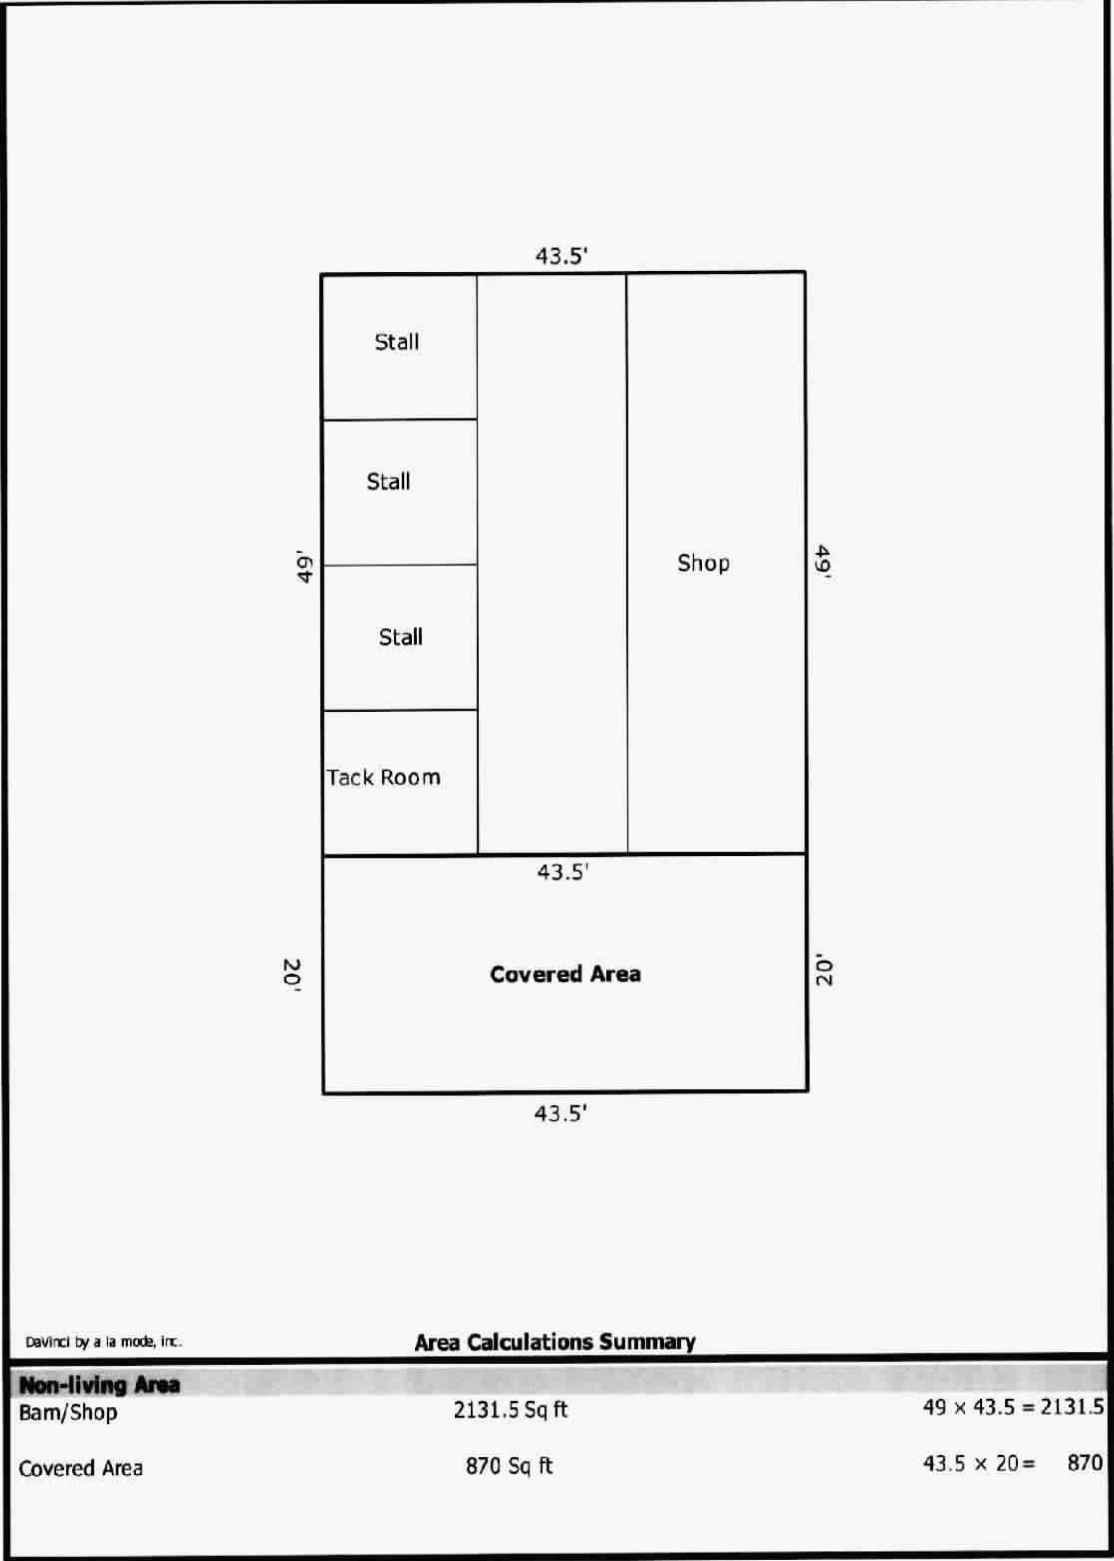 43.5'
Stall
Stall
49'
Shop
49'
Stall
Tack Room
43.5'
20'
Covered Area
20'
43.5'
DaVinci by a la mode, inc.
Area Calculations Summary
Non-living Area
Barn/Shop 2131.5 Sq ft 49 × 43.5 = 2131.5
Covered Area 870 Sq ft 43.5 × 20 = 870